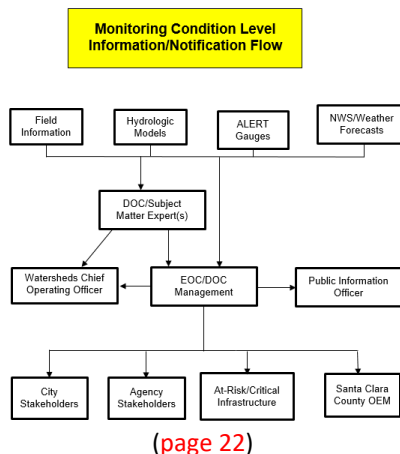 Monitoring Condition Level
Information/Notification Flow
Field
Information
Hydrologic
Models
ALERT
Gauges
NWS/Weather
Forecasts
DOC/Subject
Matter Expert(s)
Watersheds Chief
Operating Officer
EOC/DOC
Management
Public Information
Officer
City
Stakeholders
Agency
Stakeholders
At-Risk/Critical
Infrastructure
Santa Clara
County OEM
(page 22)